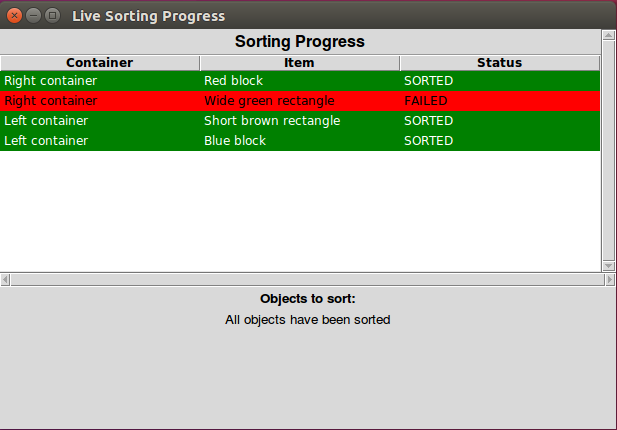 Live Sorting Progress
Sorting Progress
Container Item Status
Right container Red block SORTED
Right container Wide green rectangle FAILED
Left container Short brown rectangle SORTED
Left container Blue block SORTED
Objects to sort:
All objects have been sorted